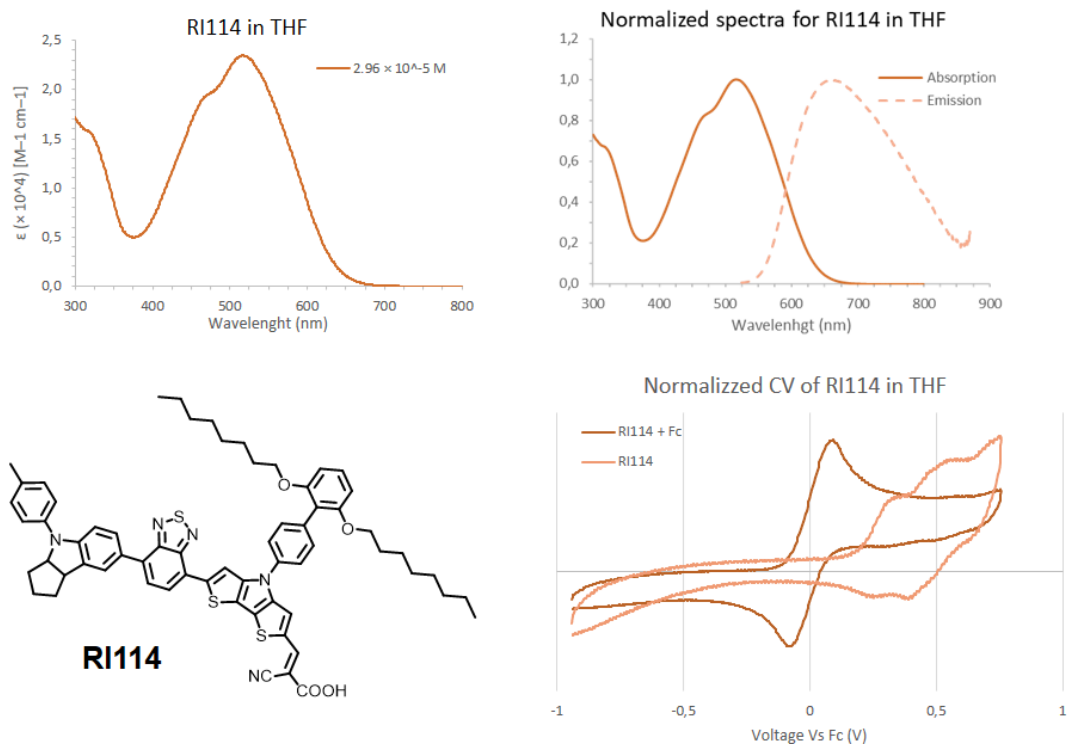 RI114 in THF
2.96 × 10^-5 M
ε (× 10^4) [M–1 cm–1]
2,5
2,0
1,5
1,0
0,5
0,0
300 400 500 600 700 800
Wavelenght (nm)
Normalized spectra for RI114 in THF
Absorption
Emission
1,2
1,0
0,8
0,6
0,4
0,2
0,0
300 400 500 600 700 800 900
Wavelenhgt (nm)
O
N
S
N N
N
O
S
S
NC
COOH
RI114
Normalizzed CV of RI114 in THF
RI114 + Fc
RI114
-1 -0,5 0 0,5 1
Voltage Vs Fc (V)